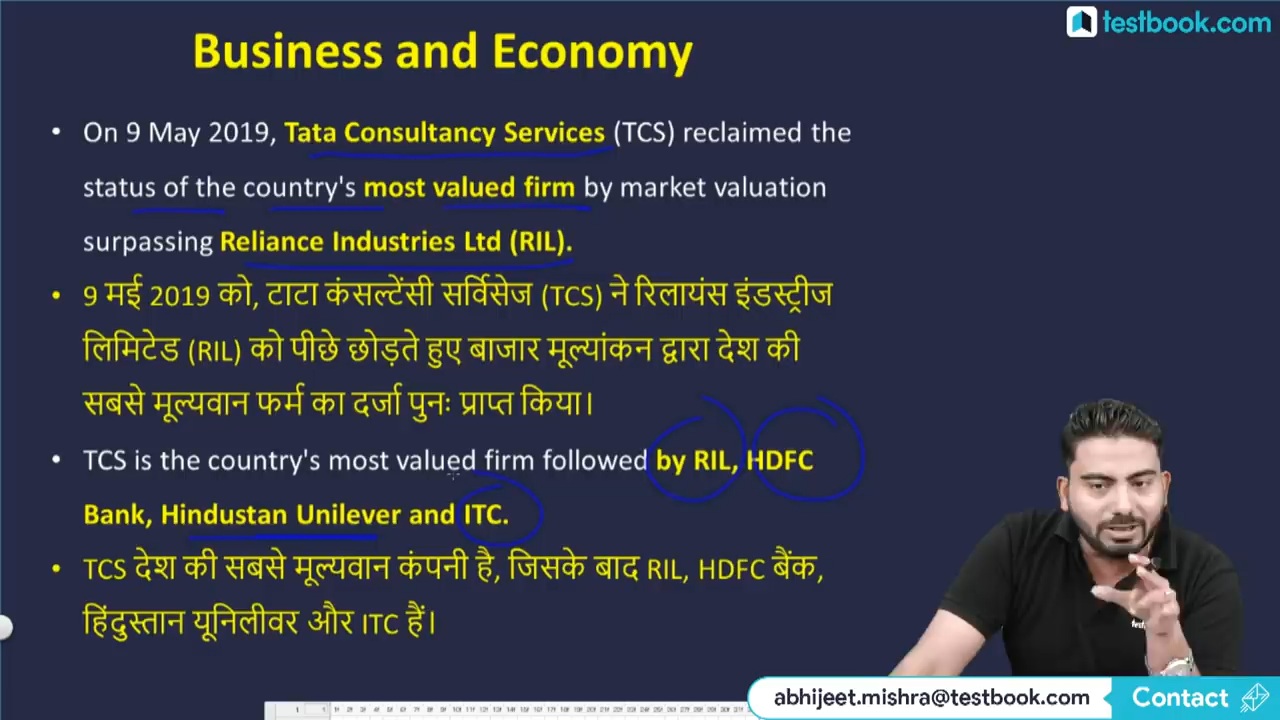 testbook.com
Business and Economy
• On 9 May 2019, Tata Consultancy Services (TCS) reclaimed the
status of the country's most valued firm by market valuation
surpassing Reliance Industries Ltd (RIL).
• 9 मई 2019 को, टाटा कंसल्टेंसी सर्विसेज (TCS) ने रिलायंस इंडस्ट्रीज
लिमिटेड (RIL) को पीछे छोड़ते हुए बाजार मूल्यांकन द्वारा देश की
सबसे मूल्यवान फर्म का दर्जा पुनः प्राप्त किया।
• TCS is the country's most valued firm followed by RIL, HDFC
Bank, Hindustan Unilever and ITC.
• TCS देश की सबसे मूल्यवान कंपनी है, जिसके बाद RIL, HDFC बैंक,
हिंदुस्तान यूनिलीवर और ITC हैं।
abhijeet.mishra@testbook.com Contact